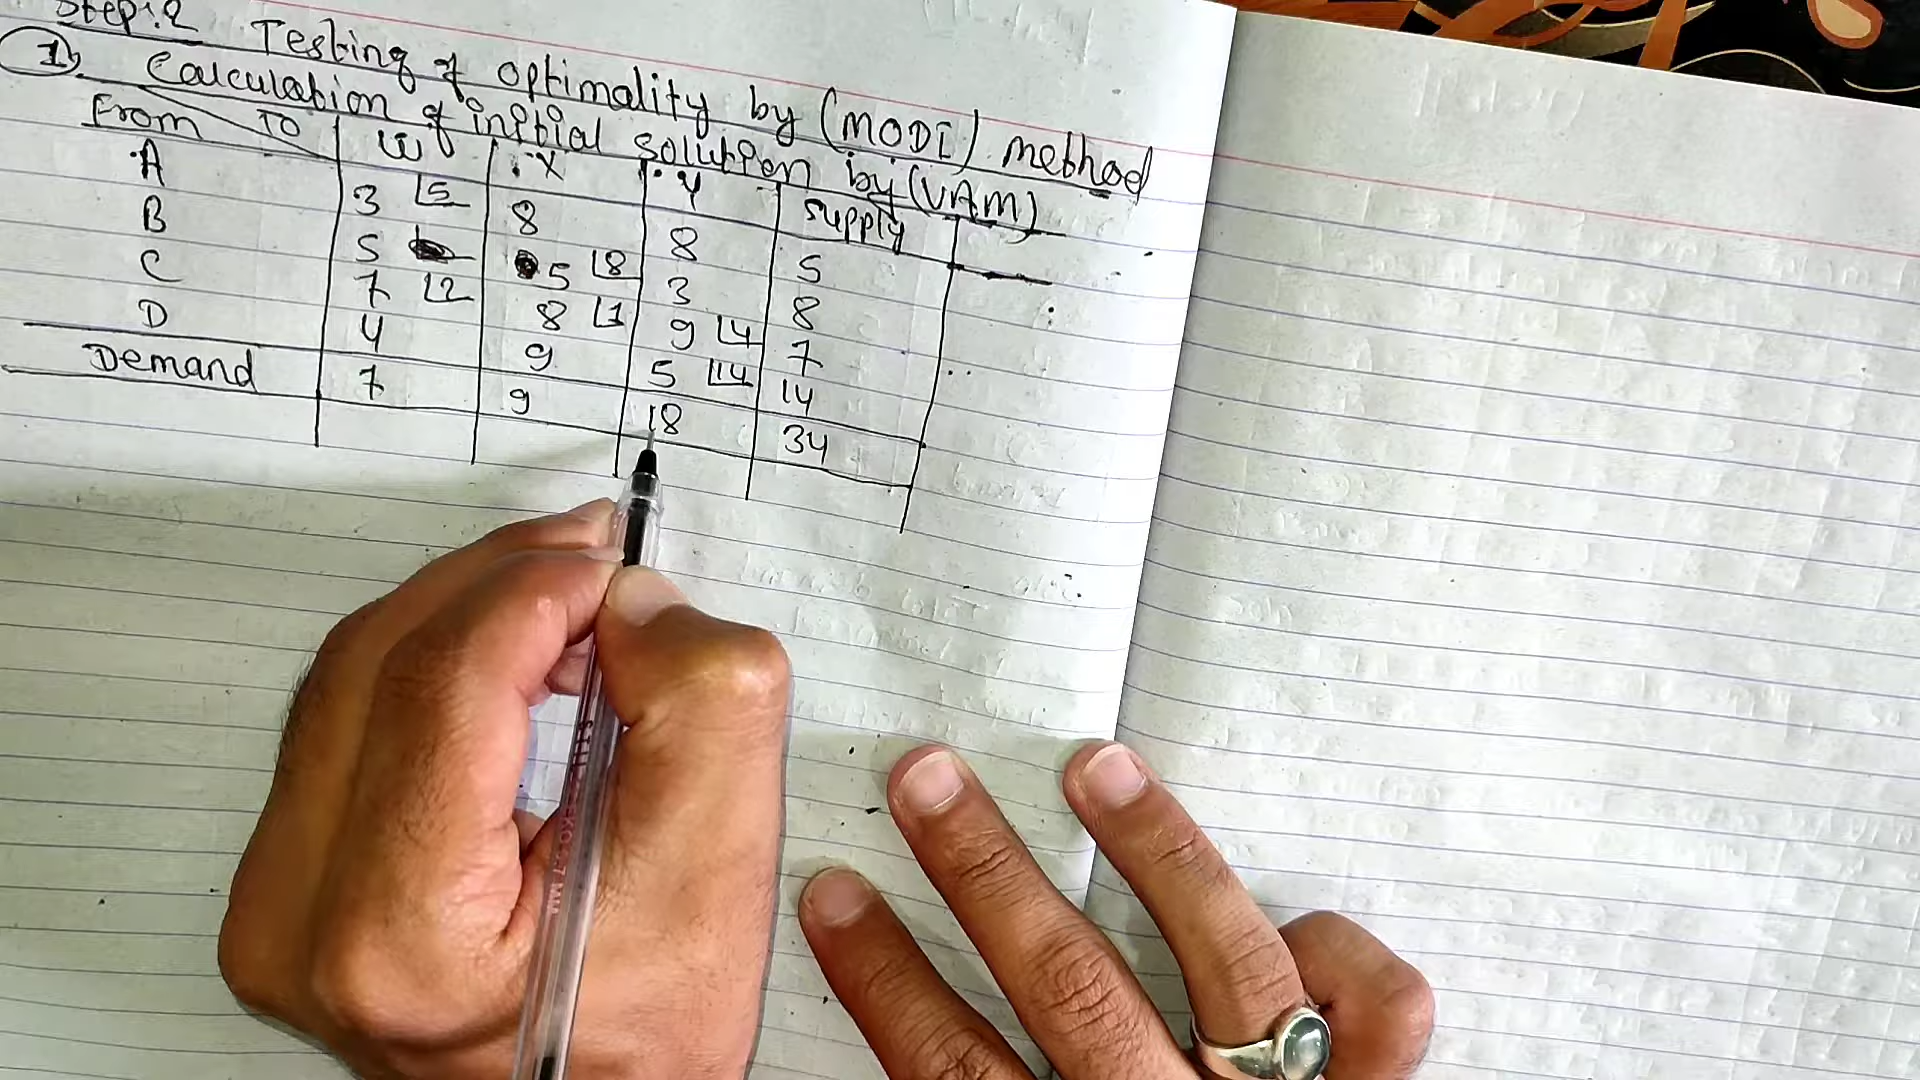 Step:2 Testing of optimality by (MODI) method
1) Calculation of initial solution by (VAM)
From TO W X Y supply
A 3 5 8 8 5
B 5 5 8 3 8
C 7 2 8 1 9 4 7
D 4 9 5 14 14
Demand 7 9 18 34